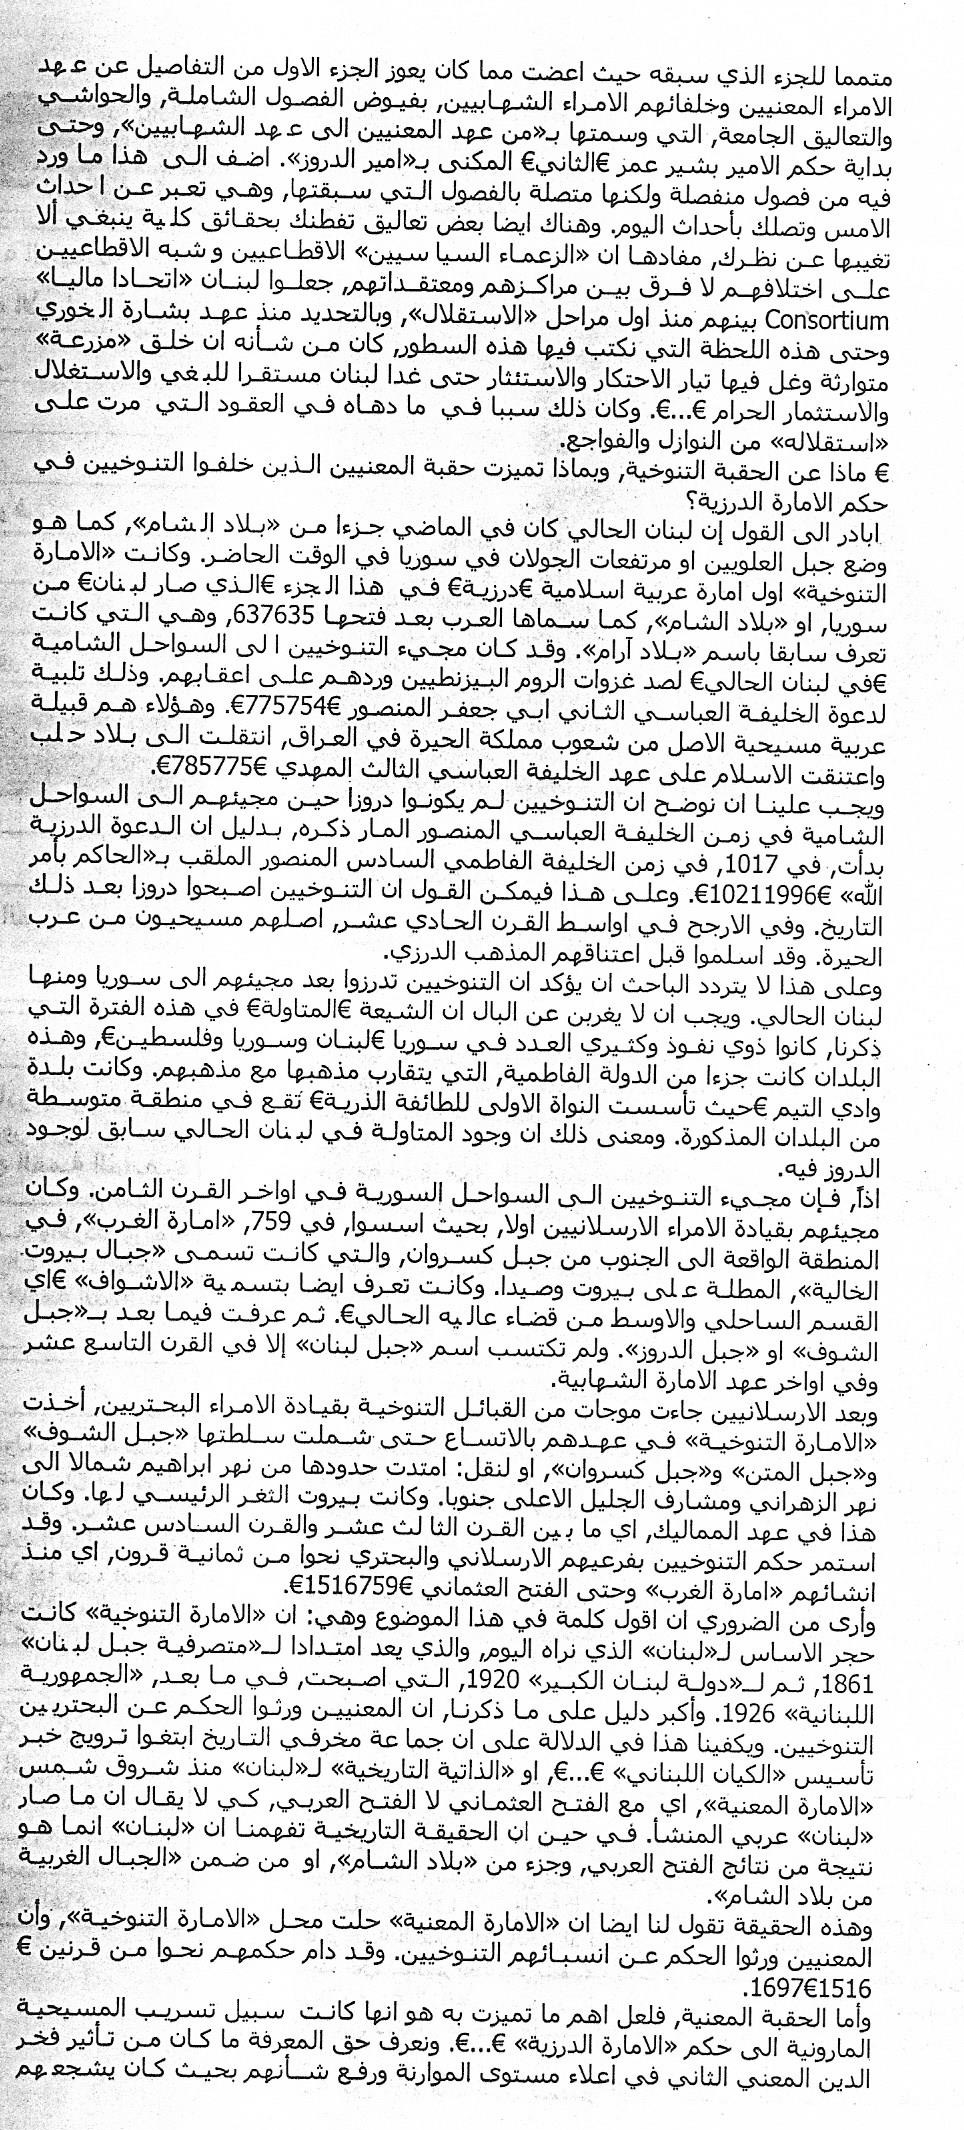 متمما للجزء الذي سبقه حيث اعضت مما كان يعوز الجزء الاول من التفاصيل عن عهد
الامراء المعنيين وخلفائهم الامراء الشهابيين, بفيوض الفصول الشاملة, والحواشي
والتعاليق الجامعة, التي وسمتها بـ«من عهد المعنيين الى عهد الشهابيين», وحتى
بداية حكم الامير بشير عمر €الثاني€ المكنى بـ«امير الدروز». اضف الى هذا ما ورد
فيه من فصول منفصلة ولكنها متصلة بالفصول التي سبقتها, وهي تعبر عن احداث
الامس وتصلك بأحداث اليوم. وهناك ايضا بعض تعاليق تفطنك بحقائق كلية ينبغي ألا
تغيبها عن نظرك, مفادها ان «الزعماء السيا سيين» الاقطاعيين و شبه الاقطاعيين
على اختلافهم لا فرق بين مراكزهم ومعتقداتهم, جعلوا لبنان «اتحادا ماليا»
Consortium بينهم منذ اول مراحل «الاستقلال», وبالتحديد منذ عهد بشارة الخوري
وحتى هذه اللحظة التي نكتب فيها هذه السطور, كان من شأنه ان خلق «مزرعة»
متوارثة وغل فيها تيار الاحتكار والاستئثار حتى غدا لبنان مستقرا للبغي والاستغلال
والاستثمار الحرام €...€. وكان ذلك سببا في ما دهاه في العقود التي مرت على
«استقلاله» من النوازل والفواجع.
€ ماذا عن الحقبة التنوخية, وبماذا تميزت حقبة المعنيين الذين خلفوا التنوخيين في
حكم الامارة الدرزية؟
ابادر الى القول إن لبنان الحالي كان في الماضي جزءا من «بلاد الشام», كما هو
وضع جبل العلويين او مرتفعات الجولان في سوريا في الوقت الحاضر. وكانت «الامارة
التنوخية» اول امارة عربية اسلامية €درزية€ في هذا الجزء €الذي صار لبنان€ من
سوريا, او «بلاد الشام», كما سماها العرب بعد فتحها 637635, وهي التي كانت
تعرف سابقا باسم «بلاد آرام». وقد كان مجيء التنوخيين ا لى السواحل الشامية
€في لبنان الحالي€ لصد غزوات الروم البيزنطيين وردهم على اعقابهم. وذلك تلبية
لدعوة الخليفة العباسي الثاني ابي جعفر المنصور €775754€. وهؤلاء هم قبيلة
عربية مسيحية الاصل من شعوب مملكة الحيرة في العراق, انتقلت الى بلاد حلب
واعتنقت الاسلام على عهد الخليفة العباسي الثالث المهدي €785775€.
ويجب علينا ان نوضح ان التنوخيين لم يكونوا دروزا حين مجيئهم الى السواحل
الشامية في زمن الخليفة العباسي المنصور المار ذكره, بدليل ان الدعوة الدرزية
بدأت, في 1017, في زمن الخليفة الفاطمي السادس المنصور الملقب بـ«الحاكم بأمر
الله» €10211996€. وعلى هذا فيمكن القول ان التنوخيين اصبحوا دروزا بعد ذلك
التاريخ. وفي الارجح في اواسط القرن الحادي عشر, اصلهم مسيحيون من عرب
الحيرة. وقد اسلموا قبل اعتناقهم المذهب الدرزي.
وعلى هذا لا يتردد الباحث ان يؤكد ان التنوخيين تدرزوا بعد مجيئهم الى سوريا ومنها
لبنان الحالي. ويجب ان لا يغربن عن البال ان الشيعة €المتاولة€ في هذه الفترة التي
ذكرنا, كانوا ذوي نفوذ وكثيري العدد في سوريا €لبنان وسوريا وفلسطين€, وهذه
البلدان كانت جزءا من الدولة الفاطمية, التي يتقارب مذهبها مع مذهبهم. وكانت بلدة
وادي التيم €حيث تأسست النواة الاولى للطائفة الذرية€ تقع في منطقة متوسطة
من البلدان المذكورة. ومعنى ذلك ان وجود المتاولة في لبنان الحالي سابق لوجود
الدروز فيه.
اذاً, فإن مجيء التنوخيين الى السواحل السورية في اواخر القرن الثامن. وكان
مجيئهم بقيادة الامراء الارسلانيين اولا, بحيث اسسوا, في 759, «امارة الغرب», في
المنطقة الواقعة الى الجنوب من جبل كسروان, والتي كانت تسمى «جبال بيروت
الخالية», المطلة على بيروت وصيدا. وكانت تعرف ايضا بتسمية «الاشواف» €اي
القسم الساحلي والاوسط من قضاء عاليه الحالي€. ثم عرفت فيما بعد بـ«جبل
الشوف» او «جبل الدروز». ولم تكتسب اسم «جبل لبنان» إلا في القرن التاسع عشر
وفي اواخر عهد الامارة الشهابية.
وبعد الارسلانيين جاءت موجات من القبائل التنوخية بقيادة الامراء البحتريين, أخذت
«الامارة التنوخية» في عهدهم بالاتساع حتى شملت سلطتها «جبل الشوف»
و«جبل المتن» و«جبل كسروان», او لنقل: امتدت حدودها من نهر ابراهيم شمالا الى
نهر الزهراني ومشارف الجليل الاعلى جنوبا. وكانت بيروت الثغر الرئيسي لها. وكان
هذا في عهد المماليك, اي ما بين القرن الثا لث عشر والقرن السادس عشر. وقد
استمر حكم التنوخيين بفرعيهم الارسلاني والبحتري نحوا من ثمانية قرون, اي منذ
انشائهم «امارة الغرب» وحتى الفتح العثماني €1516759€.
وأرى من الضروري ان اقول كلمة في هذا الموضوع وهي: ان «الامارة التنوخية» كانت
حجر الاساس لـ«لبنان» الذي نراه اليوم, والذي يعد امتدادا لـ«متصرفية جبل لبنان»
1861, ثم لـ«دولة لبنان الكبير» 1920, التي اصبحت, في ما بعد, «الجمهورية
اللبنانية» 1926. وأكبر دليل على ما ذكرنا, ان المعنيين ورثوا الحكم عن البحتريين
التنوخيين. ويكفينا هذا في الدلالة على ان جما عة مخرفي التاريخ ابتغوا ترويج خبر
تأسيس «الكيان اللبناني» €...€, او «الذاتية التاريخية» لـ«لبنان» منذ شروق شمس
«الامارة المعنية», اي مع الفتح العثماني لا الفتح العربي, كي لا يقال ان ما صار
«لبنان» عربي المنشأ. في حين ان الحقيقة التاريخية تفهمنا ان «لبنان» انما هو
نتيجة من نتائج الفتح العربي, وجزء من «بلاد الشام», او من ضمن «الجبال الغربية
من بلاد الشام».
وهذه الحقيقة تقول لنا ايضا ان «الامارة المعنية» حلت محل «الامارة التنوخية», وأن
المعنيين ورثوا الحكم عن انسبائهم التنوخيين. وقد دام حكمهم نحوا من قرنين €
1697€1516.
وأما الحقبة المعنية, فلعل اهم ما تميزت به هو انها كانت سبيل تسريب المسيحية
المارونية الى حكم «الامارة الدرزية» €...€. ونعرف حق المعرفة ما كان من تأثير فخر
الدين المعني الثاني في اعلاء مستوى الموارنة ورفع شأنهم بحيث كان يشجعهم